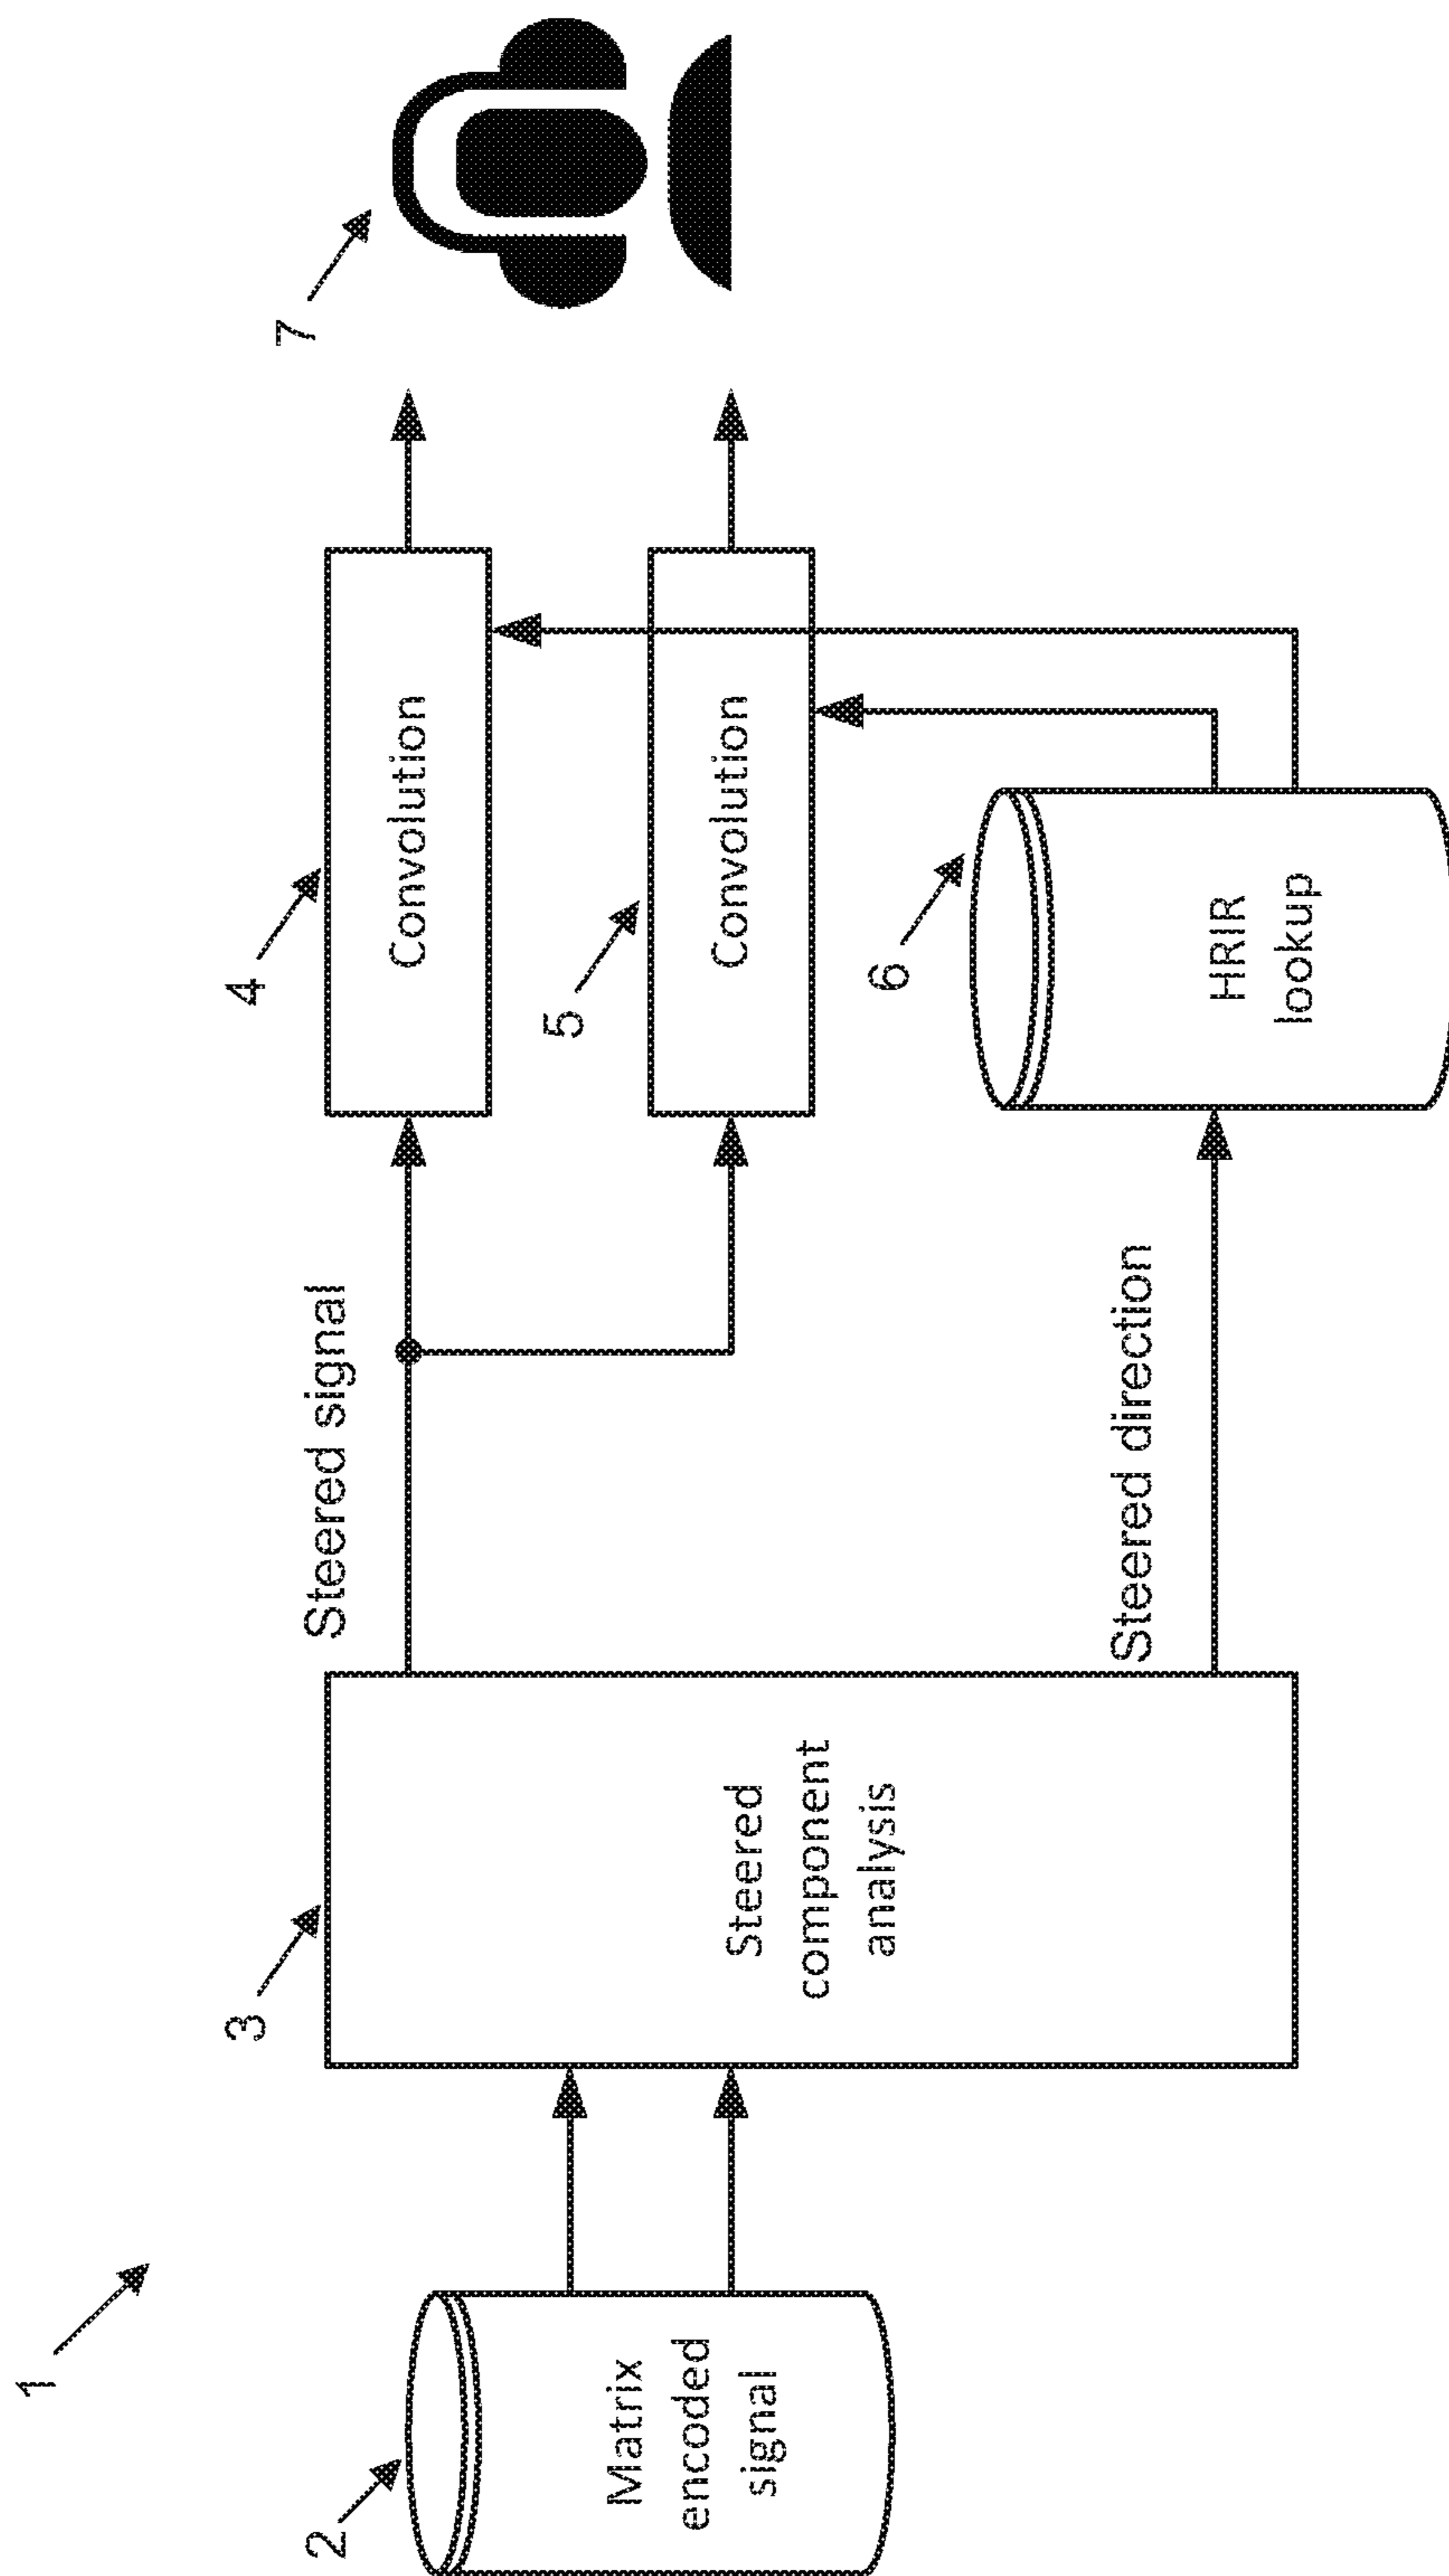 1
2
Matrix
encoded
signal
3
Steered
component
analysis
Steered signal
Steered direction
4
Convolution
5
Convolution
6
HRIR
lookup
7